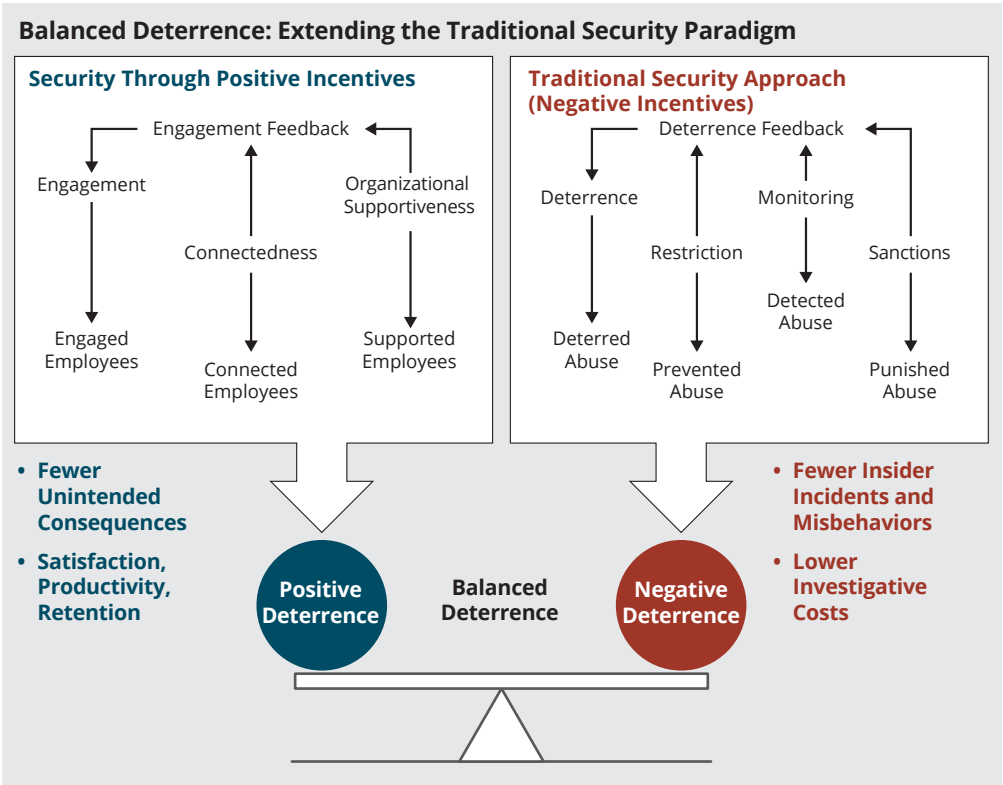 Balanced Deterrence: Extending the Traditional Security Paradigm
Security Through Positive Incentives
Engagement Feedback
Engagement
Organizational
Supportiveness
Connectedness
Engaged
Employees
Connected
Employees
Supported
Employees
Traditional Security Approach
(Negative Incentives)
Deterrence Feedback
Deterrence
Monitoring
Restriction
Sanctions
Detected
Abuse
Deterred
Abuse
Prevented
Abuse
Punished
Abuse
• Fewer
Unintended
Consequences
• Satisfaction,
Productivity,
Retention
Positive
Deterrence
Balanced
Deterrence
Negative
Deterrence
• Fewer Insider
Incidents and
Misbehaviors
• Lower
Investigative
Costs